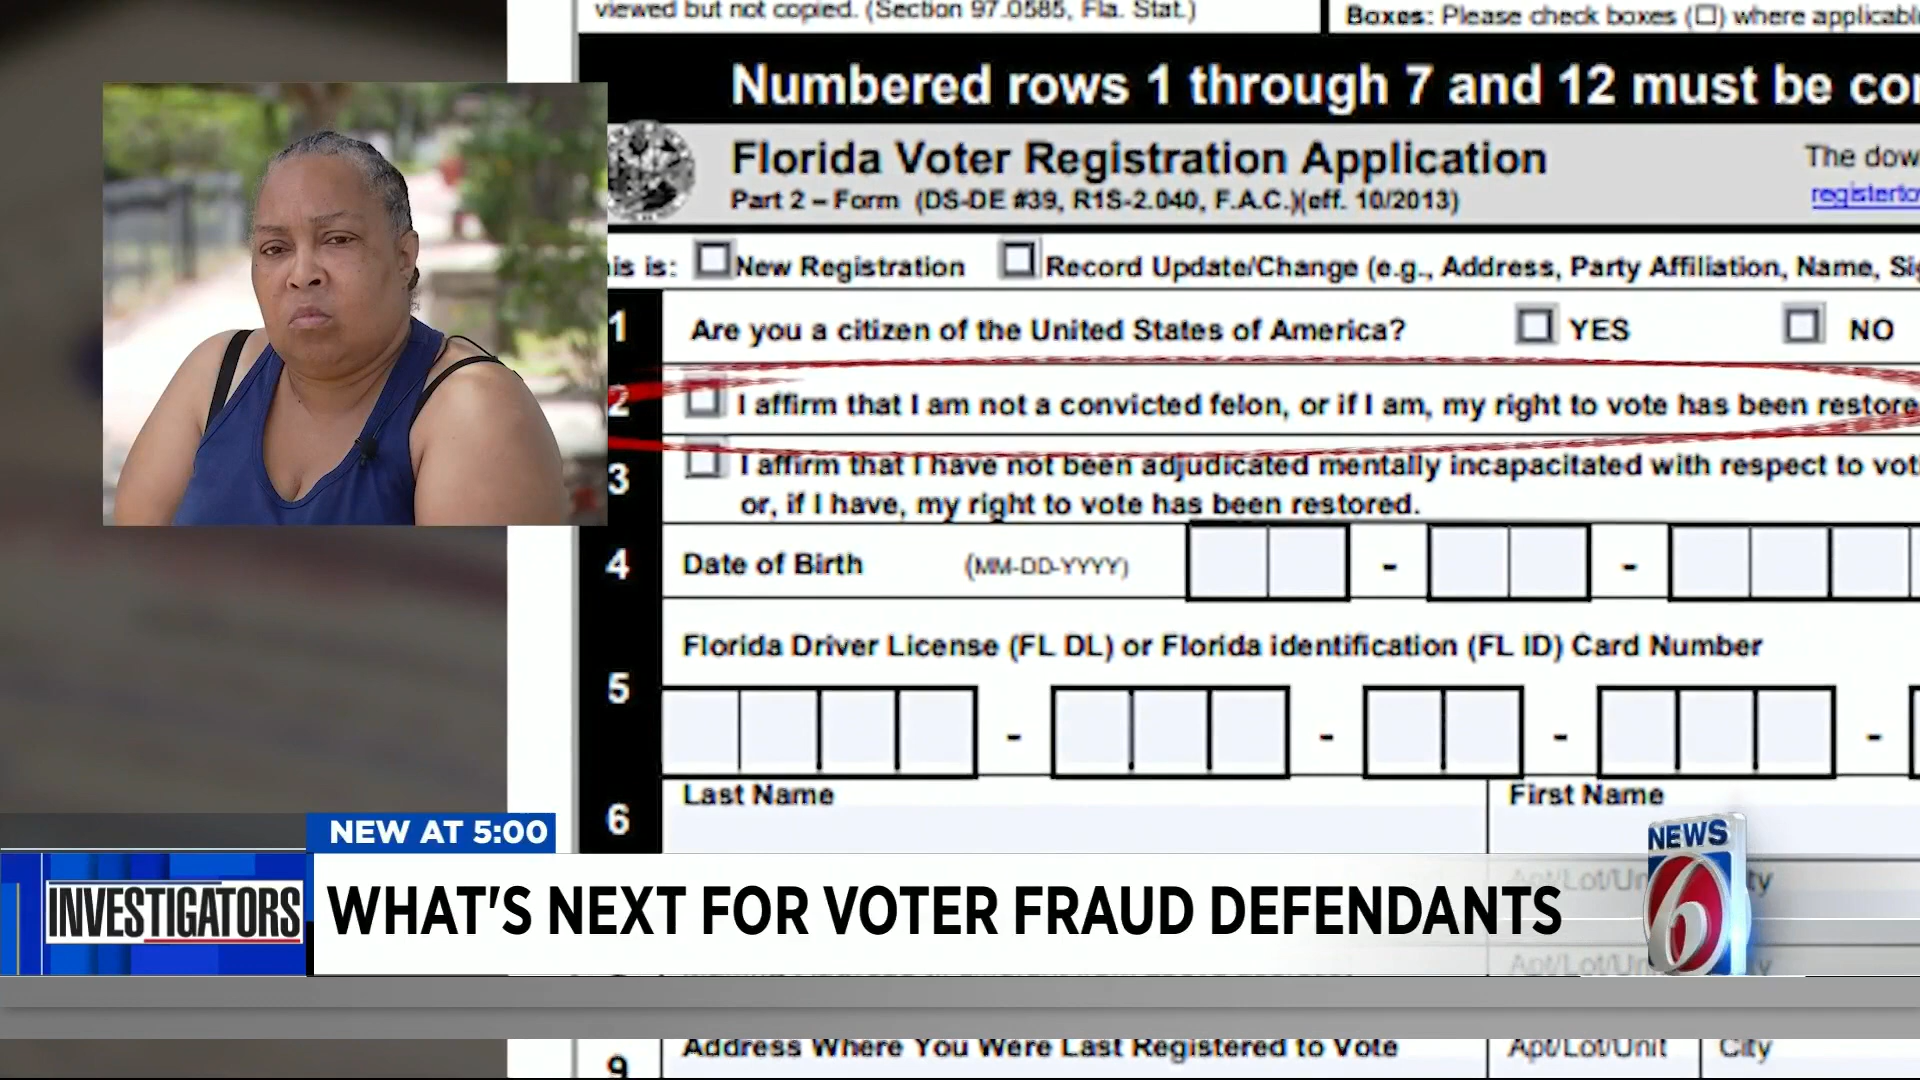 viewed but not copied. (Section 97.0585, Fla. Stat.)
Boxes: Please check boxes (☐) where applicabl
Numbered rows 1 through 7 and 12 must be co
Florida Voter Registration Application
The dow
Part 2 – Form (DS-DE #39, R1S-2.040, F.A.C.)(eff. 10/2013)
registerto
is is: New Registration Record Update/Change (e.g., Address, Party Affiliation, Name, Si
1 Are you a citizen of the United States of America? YES NO
2 I affirm that I am not a convicted felon, or if I am, my right to vote has been restore
3 I affirm that I have not been adjudicated mentally incapacitated with respect to voti
or, if I have, my right to vote has been restored.
4 Date of Birth (MM-DD-YYYY) - -
Florida Driver License (FL DL) or Florida identification (FL ID) Card Number
5 - - - -
Last Name First Name
6
NEW AT 5:00
INVESTIGATORS
WHAT'S NEXT FOR VOTER FRAUD DEFENDANTS
NEWS
6
Apt/Lot/Un
Apt/Lot/Un
9 Address Where You Were Last Registered to Vote Apt/Lot/Unit City